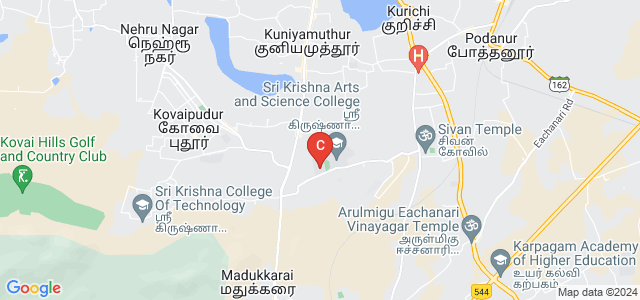 Nehru Nagar
நெஹ்ரூ
நகர்
Kuniyamuthur
குனியமுத்தூர்
Kurichi
குறிச்சி
Podanur
போத்தனூர்
H
162
Eachanari Rd
Sri Krishna Arts
and Science College
ஸ்ரீ
கிருஷ்ணா...
Kovaipudur
கோவை
புதூர்
Kovai Hills Golf
and Country Club
C
Sivan Temple
சிவன்
கோவில்
Sri Krishna College
Of Technology
ஸ்ரீ
கிருஷ்ணா...
Arulmigu Eachanari
Vinayagar Temple
அருள்மிகு
ஈச்சனாரி...
Karpagam Academy
of Higher Education
உயர் கல்வி
கற்பகம்
Madukkarai
மதுக்கரை
544
Google
Map data ©2024